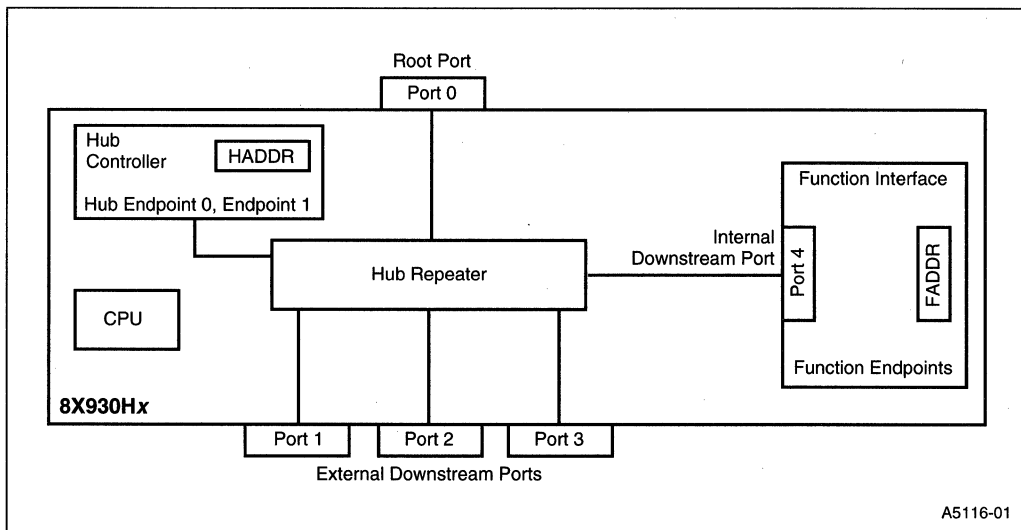 Root Port
Port 0
Hub
Controller
HADDR
Hub Endpoint 0, Endpoint 1
Function Interface
Internal
Downstream Port
Port 4
FADDR
Hub Repeater
CPU
Function Endpoints
8X930Hx
Port 1
Port 2
Port 3
External Downstream Ports
A5116-01